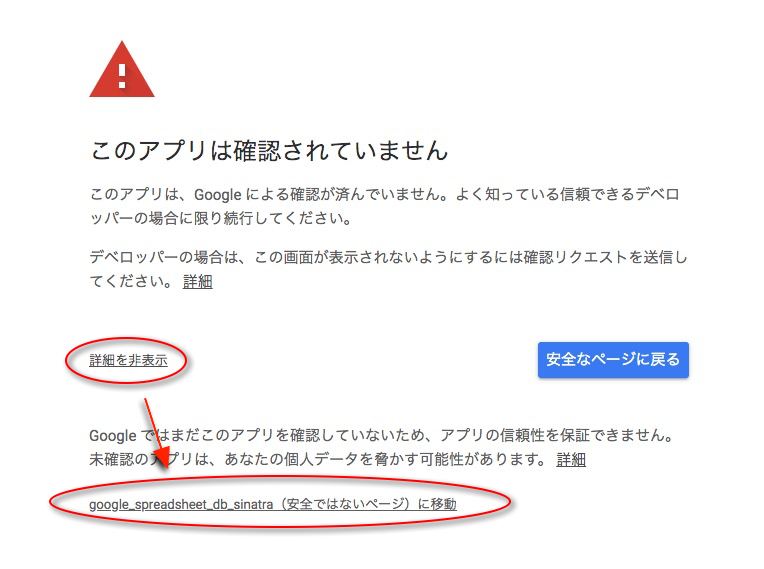 このアプリは確認されていません
このアプリは、Google による確認が済んでいません。よく知っている信頼できるデベロ
ッパーの場合に限り続行してください。
デベロッパーの場合は、この画面が表示されないようにするには確認リクエストを送信し
てください。 詳細
詳細を非表示
安全なページに戻る
Google ではまだこのアプリを確認していないため、アプリの信頼性を保証できません。
未確認のアプリは、あなたの個人データを脅かす可能性があります。 詳細
google_spreadsheet_db_sinatra（安全ではないページ）に移動